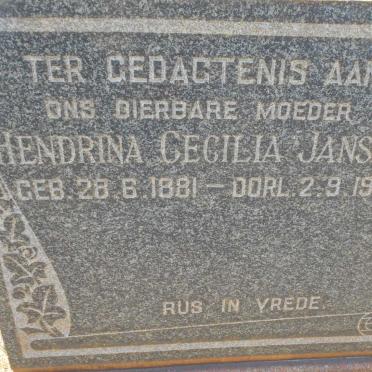 TER GEDAGTENIS AAN
ONS DIERBARE MOEDER
HENDRINA CECILIA JANS
GEB. 28.6.1881 — OORL. 2.9.19
RUS IN VREDE.